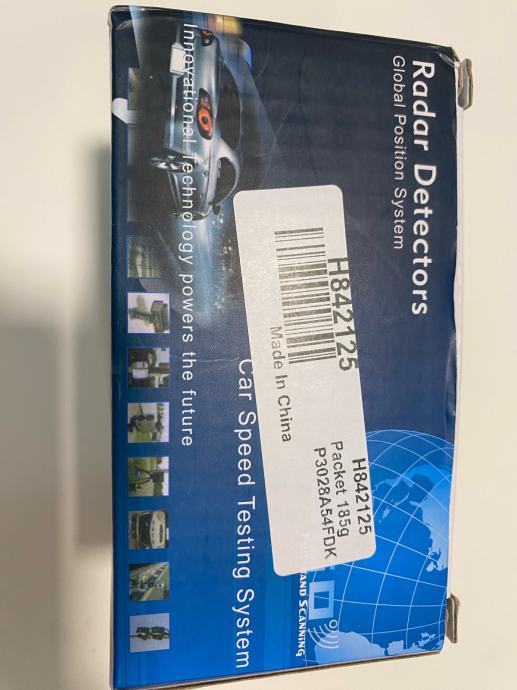 Radar Detectors
Global Position System
H842125
Made In China
H842125
Packet 185g
P3028A54FDK
AND SCANNING
Car Speed Testing System
Innovational Technology powers the future